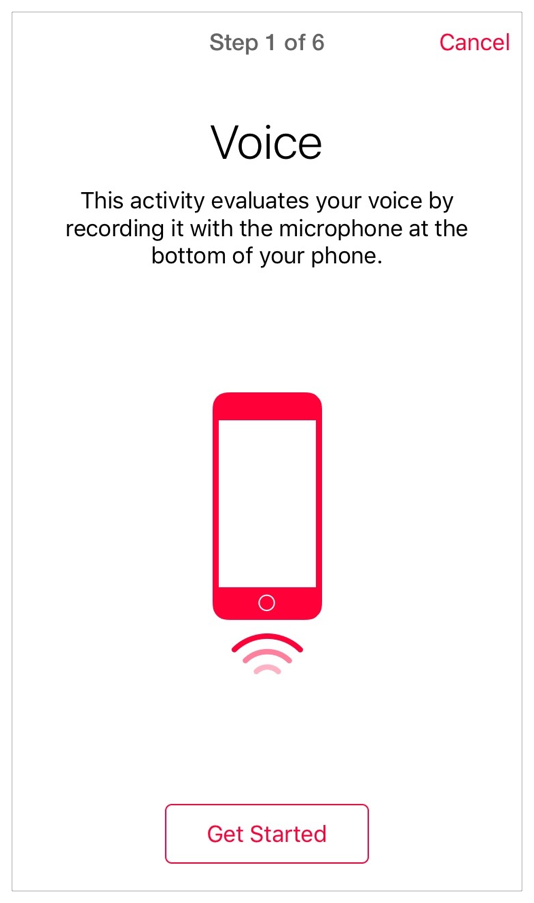 Step 1 of 6
Cancel
Voice
This activity evaluates your voice by
recording it with the microphone at the
bottom of your phone.
Get Started